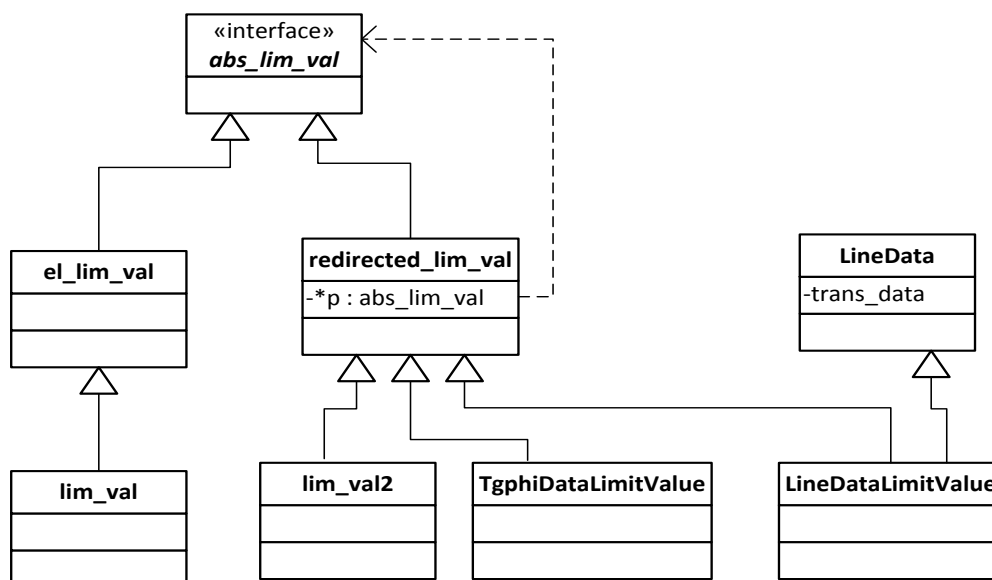 «interface»
abs_lim_val
el_lim_val
redirected_lim_val
-*p : abs_lim_val
LineData
-trans_data
lim_val
lim_val2
TgphiDataLimitValue
LineDataLimitValue